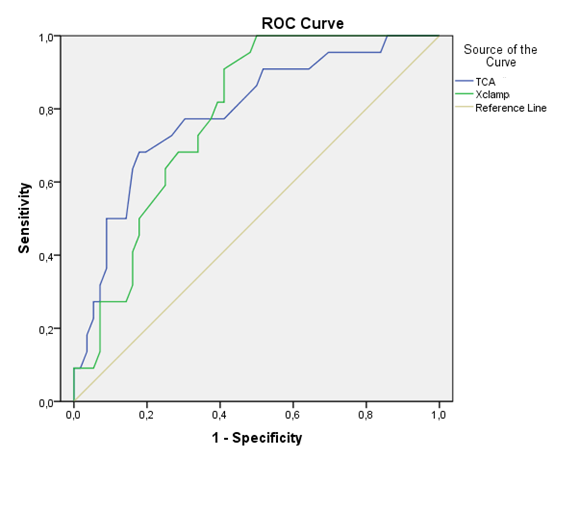 ROC Curve
Source of the
Curve
TCA
Xclamp
Reference Line
1,0
0,8
0,6
0,4
0,2
0,0
Sensitivity
0,0 0,2 0,4 0,6 0,8 1,0
1 - Specificity